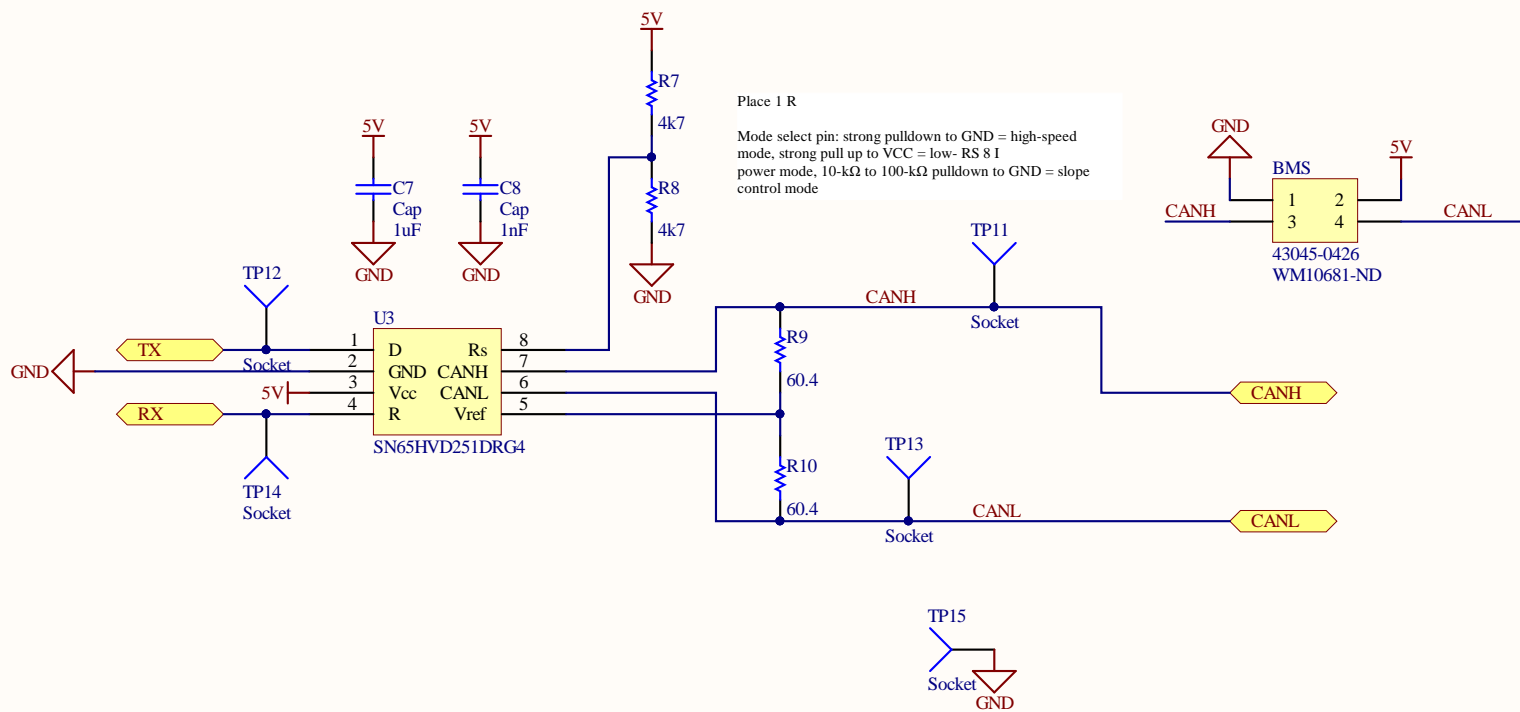 5V
R7
4k7
R8
4k7
GND
Place 1 R
Mode select pin: strong pulldown to GND = high-speed
mode, strong pull up to VCC = low- RS 8 I
power mode, 10-kΩ to 100-kΩ pulldown to GND = slope
control mode
5V
C7
Cap
1uF
GND
5V
C8
Cap
1nF
GND
GND
5V
BMS
1 2
3 4
CANH
CANL
43045-0426
WM10681-ND
TP12
Socket
TX
GND
5V
RX
TP14
Socket
U3
1 D Rs 8
2 GND CANH 7
3 Vcc CANL 6
4 R Vref 5
SN65HVD251DRG4
CANH
TP11
Socket
R9
60.4
R10
60.4
CANH
TP13
Socket
CANL
CANL
TP15
Socket
GND